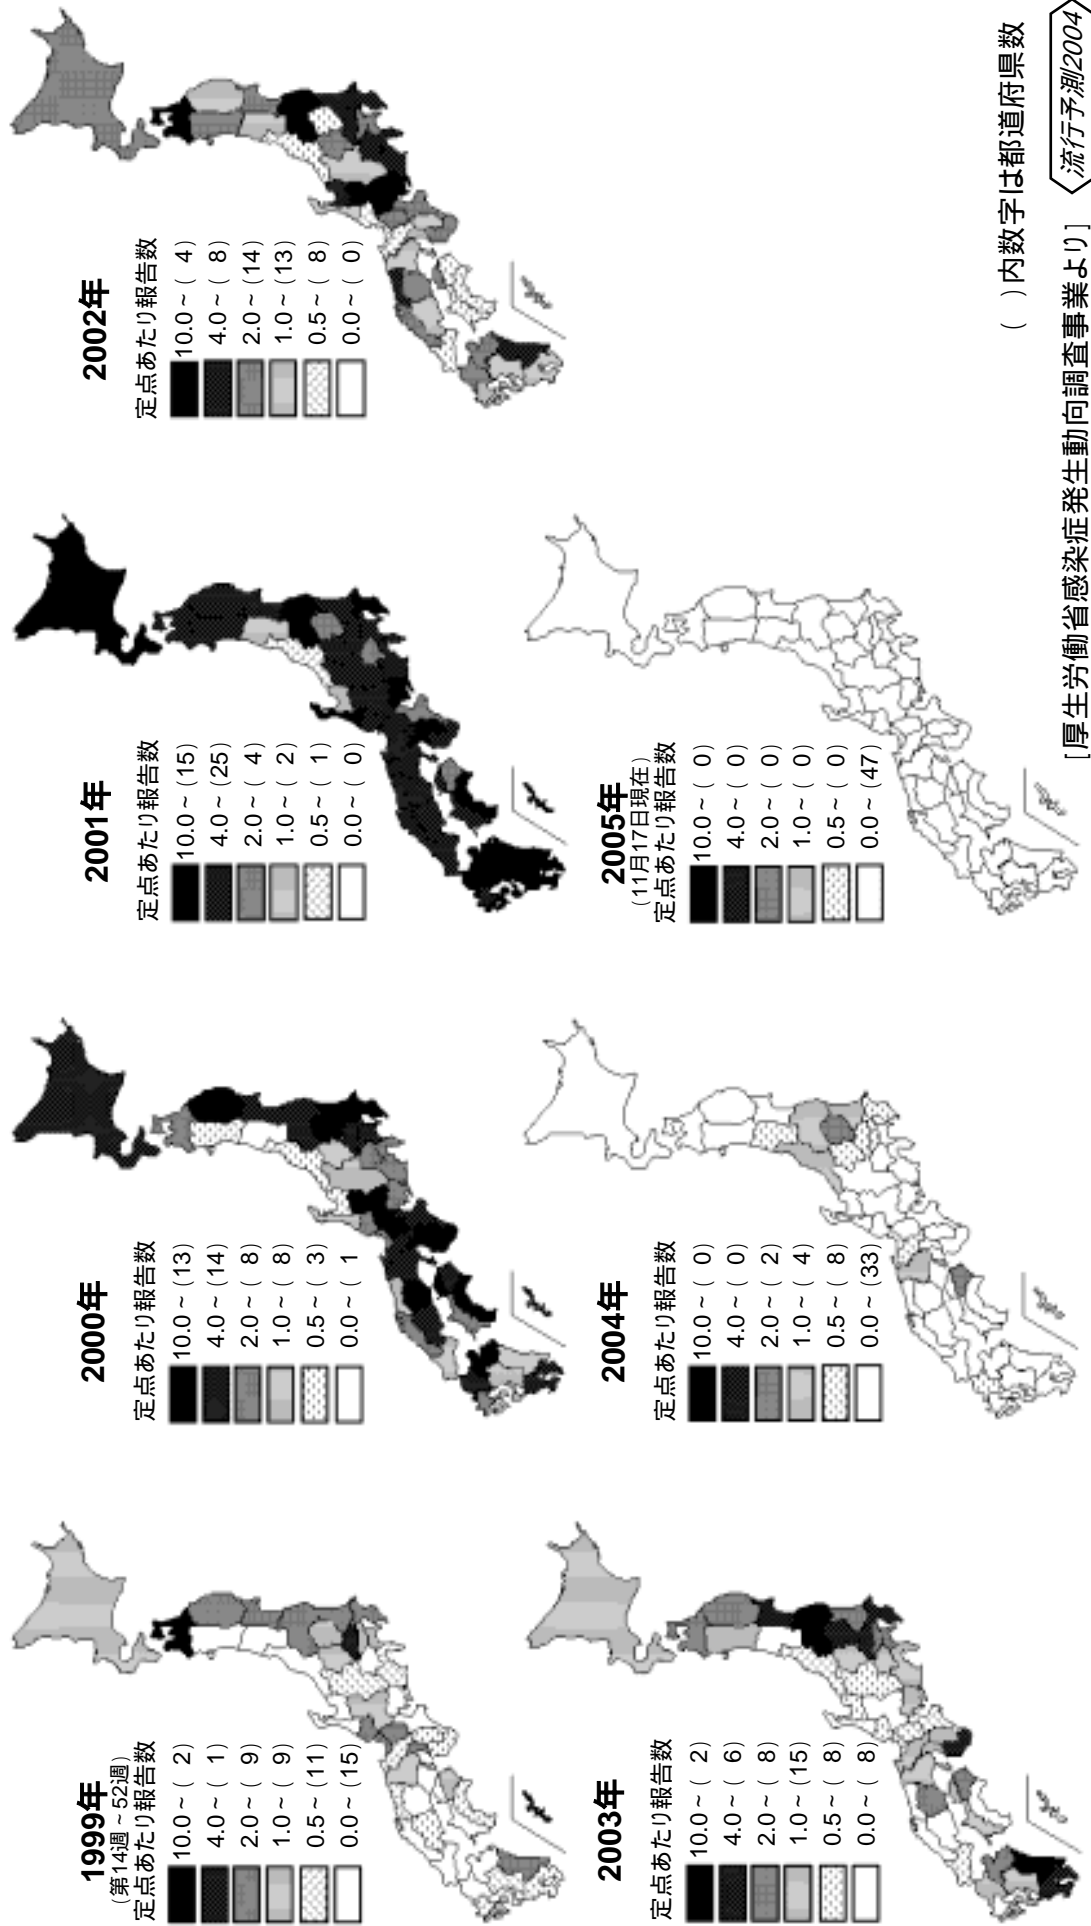 1999年
(第14週~52週)
定点あたり報告数
10.0~( 2)
4.0~( 1)
2.0~( 9)
1.0~( 9)
0.5~(11)
0.0~(15)
2000年
定点あたり報告数
10.0~(13)
4.0~(14)
2.0~( 8)
1.0~( 8)
0.5~( 3)
0.0~( 1
2001年
定点あたり報告数
10.0~(15)
4.0~(25)
2.0~( 4)
1.0~( 2)
0.5~( 1)
0.0~( 0)
2002年
定点あたり報告数
10.0~( 4)
4.0~( 8)
2.0~(14)
1.0~(13)
0.5~( 8)
0.0~( 0)
2003年
定点あたり報告数
10.0~( 2)
4.0~( 6)
2.0~( 8)
1.0~(15)
0.5~( 8)
0.0~( 8)
2004年
定点あたり報告数
10.0~( 0)
4.0~( 0)
2.0~( 2)
1.0~( 4)
0.5~( 8)
0.0~(33)
2005年
(11月17日現在)
定点あたり報告数
10.0~( 0)
4.0~( 0)
2.0~( 0)
1.0~( 0)
0.5~( 0)
0.0~(47)
( )内数字は都道府県数
[厚生労働省感染症発生動向調査事業より]
流行予測2004